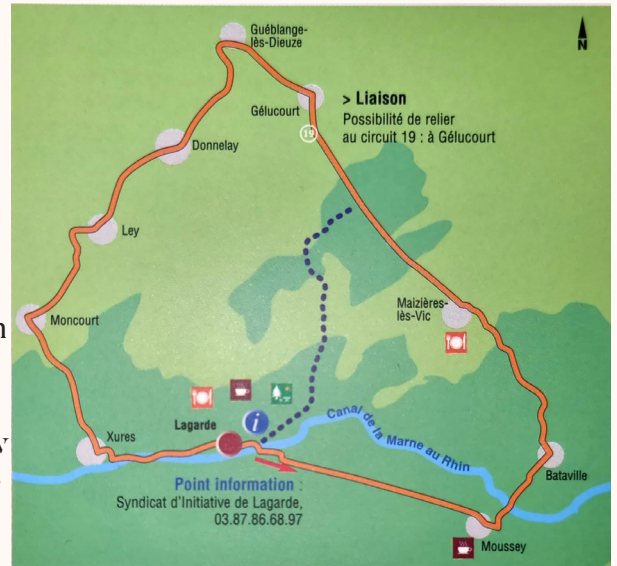 Guéblange-
lès-Dieuze
N
Gélucourt
> Liaison
Possibilité de relier
au circuit 19 : à Gélucourt
19
Donnelay
Ley
Maizières-
lès-Vic
Moncourt
Lagarde
i
Canal de la Marne au Rhin
Xures
Point information :
Syndicat d'Initiative de Lagarde,
03.87.86.68.97
Bataville
Moussey